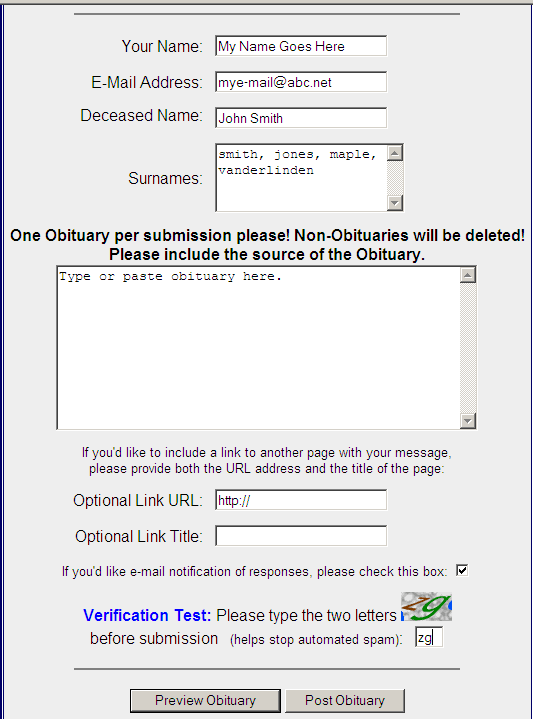 Your Name: My Name Goes Here
E-Mail Address: mye-mail@abc.net
Deceased Name: John Smith
Surnames: smith, jones, maple,
vanderlinden
One Obituary per submission please! Non-Obituaries will be deleted!
Please include the source of the Obituary.
Type or paste obituary here.
If you'd like to include a link to another page with your message,
please provide both the URL address and the title of the page:
Optional Link URL: http://
Optional Link Title:
If you'd like e-mail notification of responses, please check this box:
Verification Test: Please type the two letters zg
before submission (helps stop automated spam): zg
Preview Obituary Post Obituary